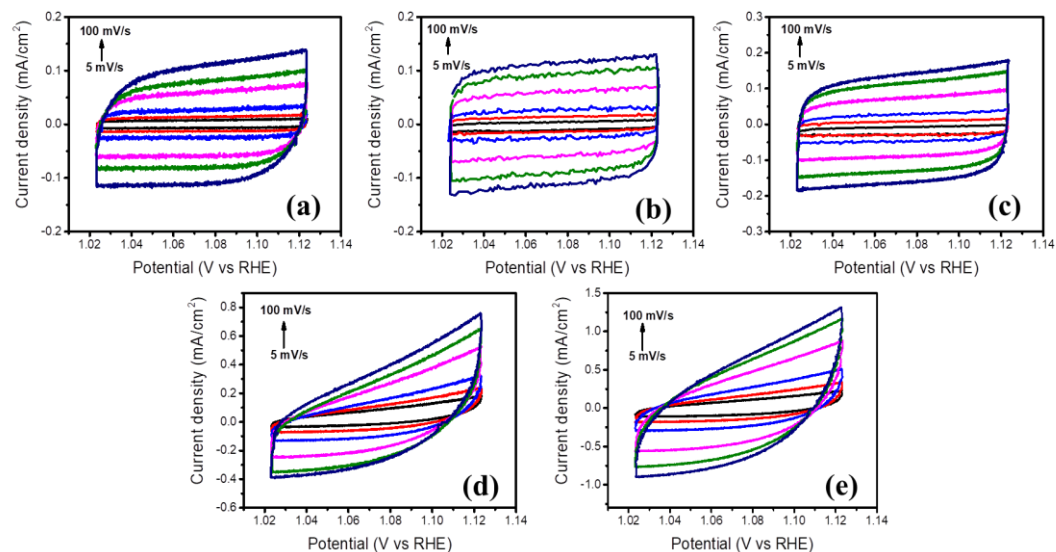 0.2
0.1
0.0
-0.1
-0.2
Current density (mA/cm²)
100 mV/s
5 mV/s
(a)
1.02 1.04 1.06 1.08 1.10 1.12 1.14
Potential (V vs RHE)
0.2
0.1
0.0
-0.1
-0.2
Current density (mA/cm²)
100 mV/s
5 mV/s
(b)
1.02 1.04 1.06 1.08 1.10 1.12 1.14
Potential (V vs RHE)
0.3
0.2
0.1
0.0
-0.1
-0.2
-0.3
Current density (mA/cm²)
100 mV/s
5 mV/s
(c)
1.02 1.04 1.06 1.08 1.10 1.12 1.14
Potential (V vs RHE)
0.8
0.6
0.4
0.2
0.0
-0.2
-0.4
-0.6
Current density (mA/cm²)
100 mV/s
5 mV/s
(d)
1.02 1.04 1.06 1.08 1.10 1.12 1.14
Potential (V vs RHE)
1.5
1.0
0.5
0.0
-0.5
-1.0
Current density (mA/cm²)
100 mV/s
5 mV/s
(e)
1.02 1.04 1.06 1.08 1.10 1.12 1.14
Potential (V vs RHE)